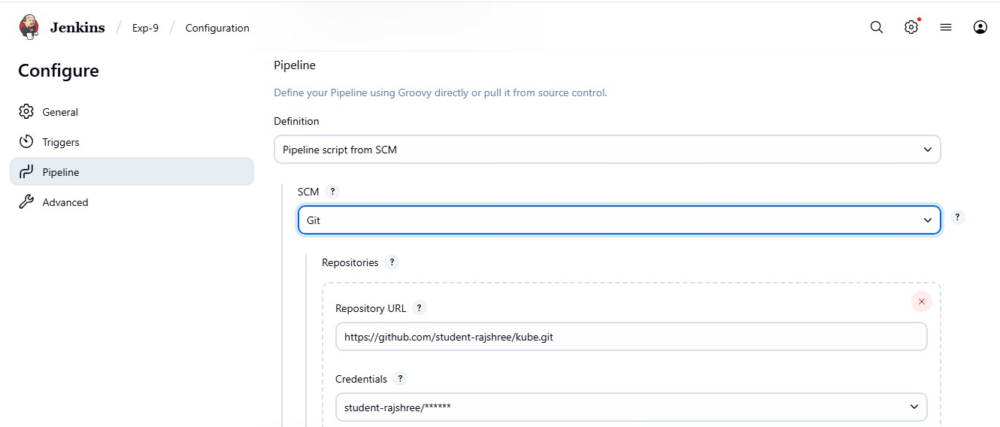 Jenkins / Exp-9 / Configuration
Configure
General
Triggers
Pipeline
Advanced
Pipeline
Define your Pipeline using Groovy directly or pull it from source control.
Definition
Pipeline script from SCM
SCM ?
Git
?
Repositories ?
Repository URL ?
https://github.com/student-rajshree/kube.git
Credentials ?
student-rajshree/******